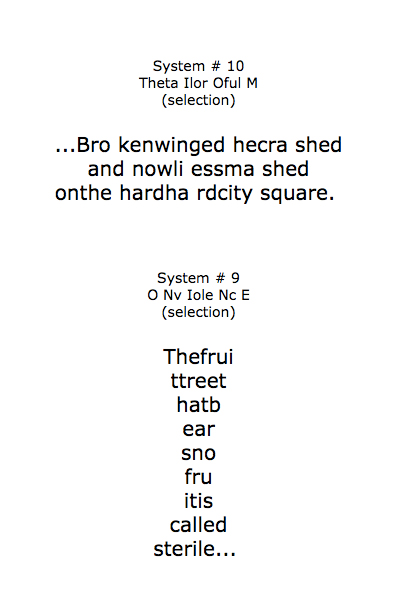 System # 10
Theta Ilor Oful M
(selection)
...Bro kenwinged hecra shed
and nowli essma shed
onthe hardha rdcity square.
System # 9
O Nv Iole Nc E
(selection)
Thefrui
ttreet
hatb
ear
sno
fru
itis
called
sterile...